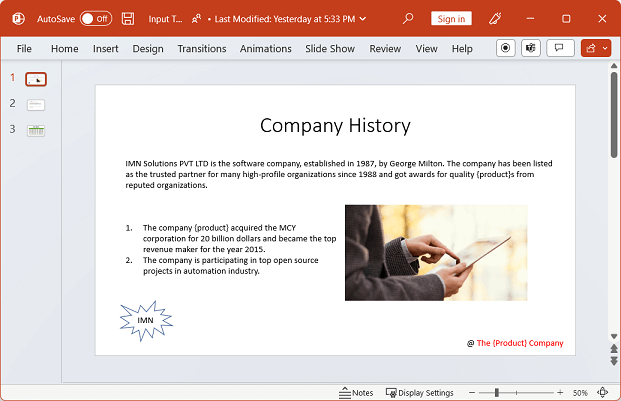 AutoSave Off Input T... • Last Modified: Yesterday at 5:33 PM Sign in
File Home Insert Design Transitions Animations Slide Show Review View Help
1
2
3
Company History
IMN Solutions PVT LTD is the software company, established in 1987, by George Milton. The company has been listed
as the trusted partner for many high-profile organizations since 1988 and got awards for quality {product}s from
reputed organizations.
1. The company {product} acquired the MCY
corporation for 20 billion dollars and became the top
revenue maker for the year 2015.
2. The company is participating in top open source
projects in automation industry.
IMN
@ The {Product} Company
Notes Display Settings 50%